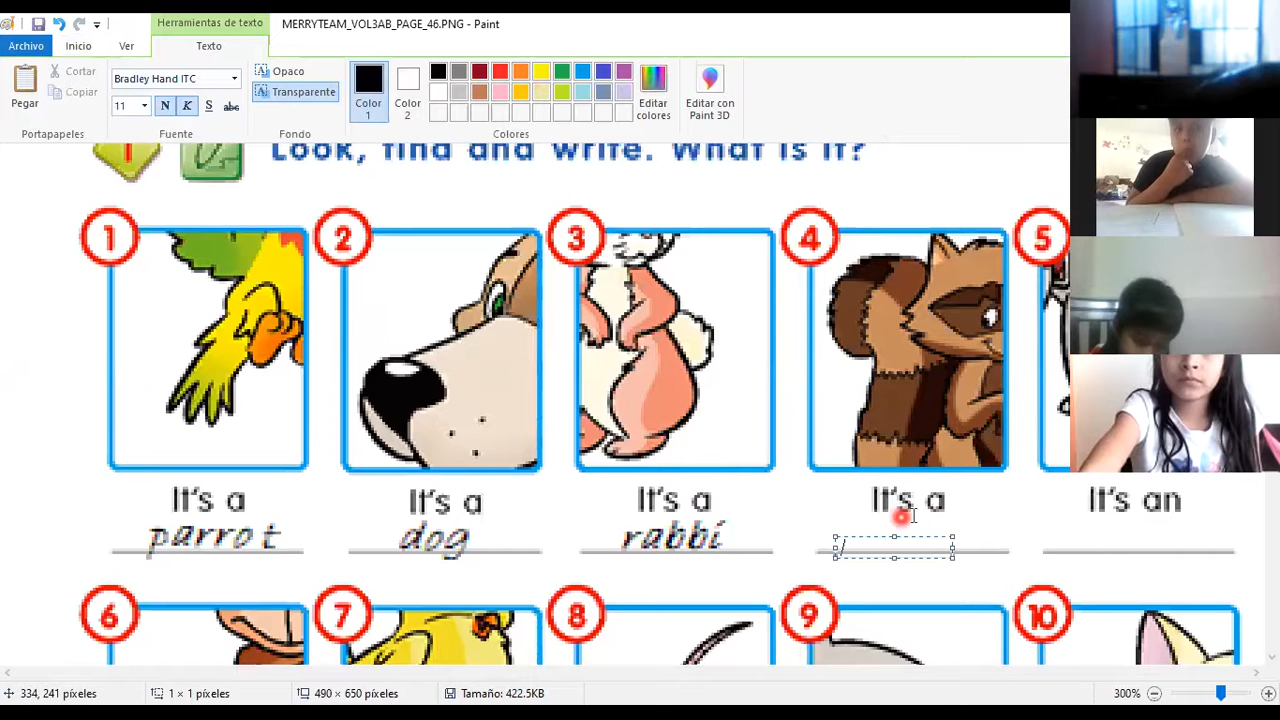 Herramientas de texto
MERRYTEAM_VOL3AB_PAGE_46.PNG - Paint
Archivo Inicio Ver Texto
Pegar
Cortar
Copiar
Portapapeles
Bradley Hand ITC
11 N K S abc
Fuente
Opaco
Transparente
Fondo
Color 1
Color 2
Editar colores
Editar con Paint 3D
Colores
Look, find and write. What is it?
1 2 3 4 5
It's a It's a It's a It's a It's an
parrot dog rabbi
6 7 8 9 10
334, 241 píxeles 1 × 1 píxeles 490 × 650 píxeles Tamaño: 422.5KB 300%